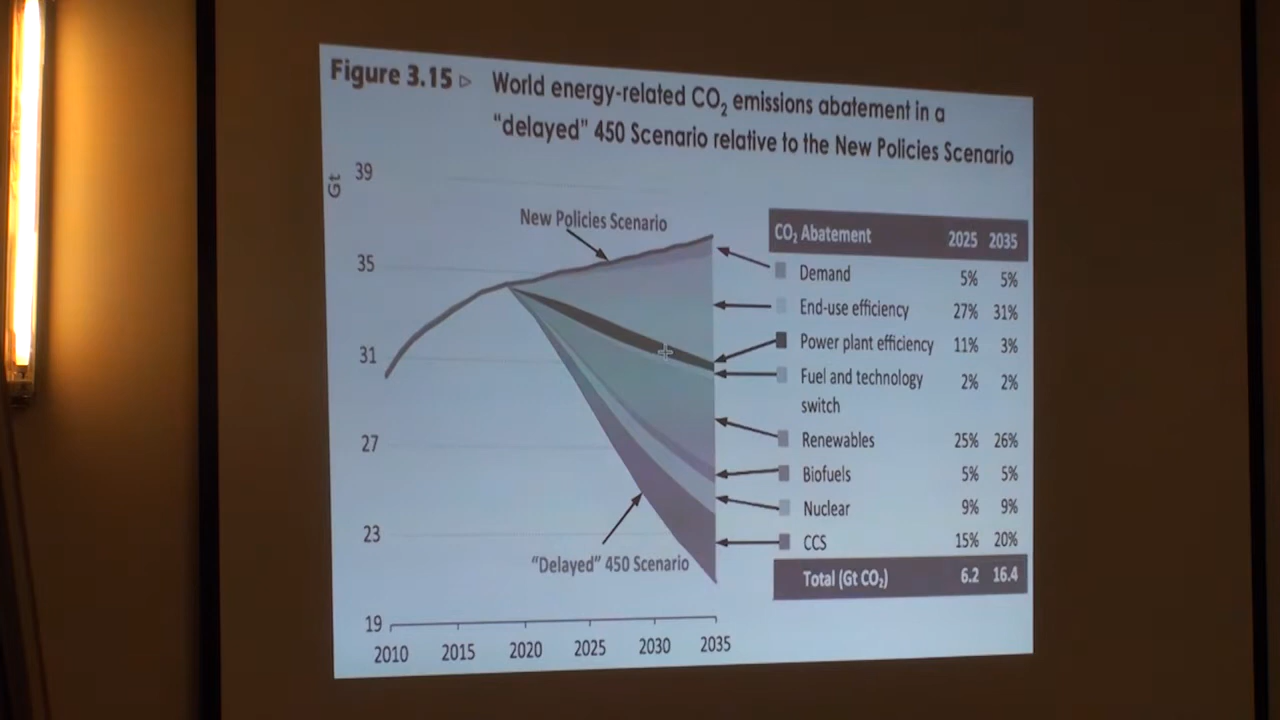 Figure 3.15 ▷ World energy-related CO₂ emissions abatement in a
"delayed" 450 Scenario relative to the New Policies Scenario
Gt
39
35
31
27
23
19
2010 2015 2020 2025 2030 2035
New Policies Scenario
"Delayed" 450 Scenario
CO₂ Abatement 2025 2035
Demand 5% 5%
End-use efficiency 27% 31%
Power plant efficiency 11% 3%
Fuel and technology 2% 2%
switch
Renewables 25% 26%
Biofuels 5% 5%
Nuclear 9% 9%
CCS 15% 20%
Total (Gt CO₂) 6.2 16.4